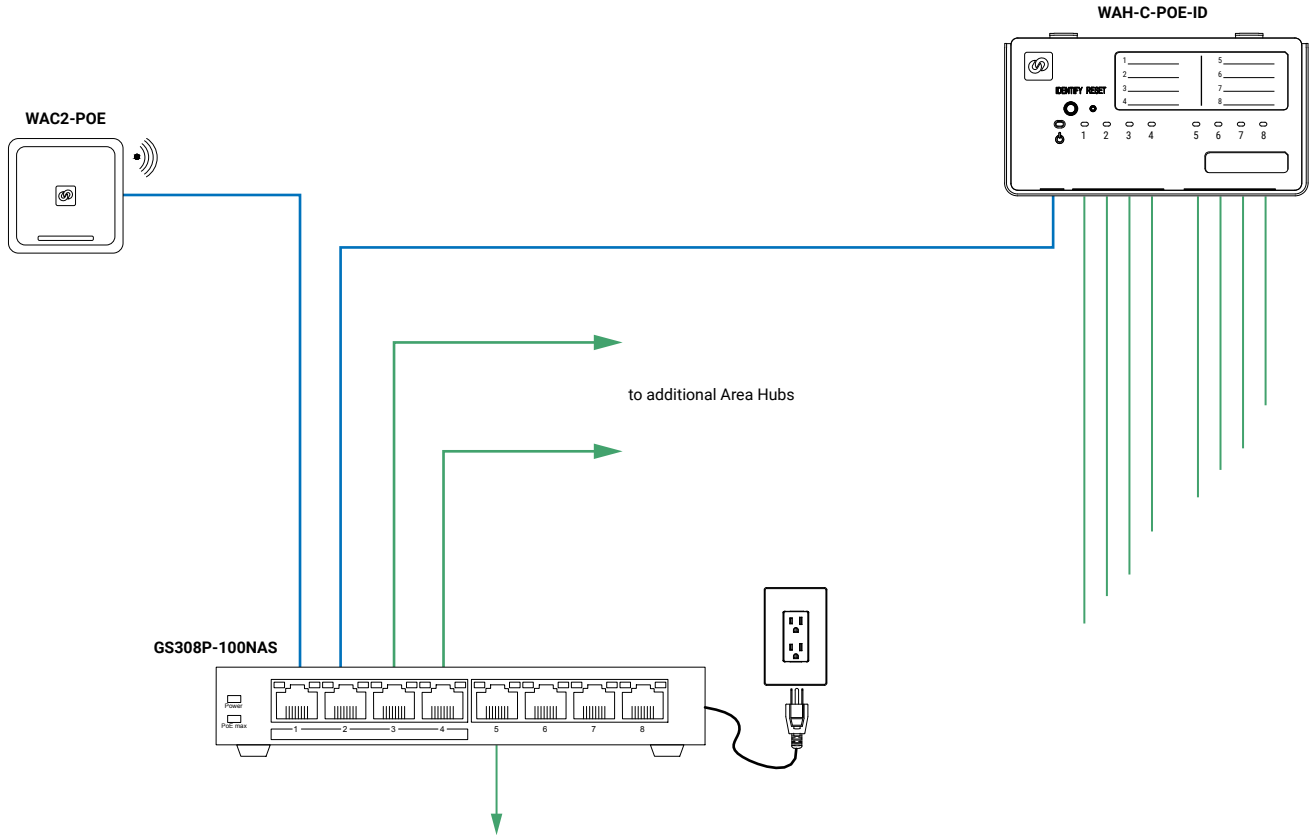 WAH-C-POE-ID
1 5
2 6
3 7
4 8
IDENTIFY RESET
1 2 3 4 5 6 7 8
WAC2-POE
to additional Area Hubs
GS308P-100NAS
Power
PoE max
1 2 3 4 5 6 7 8